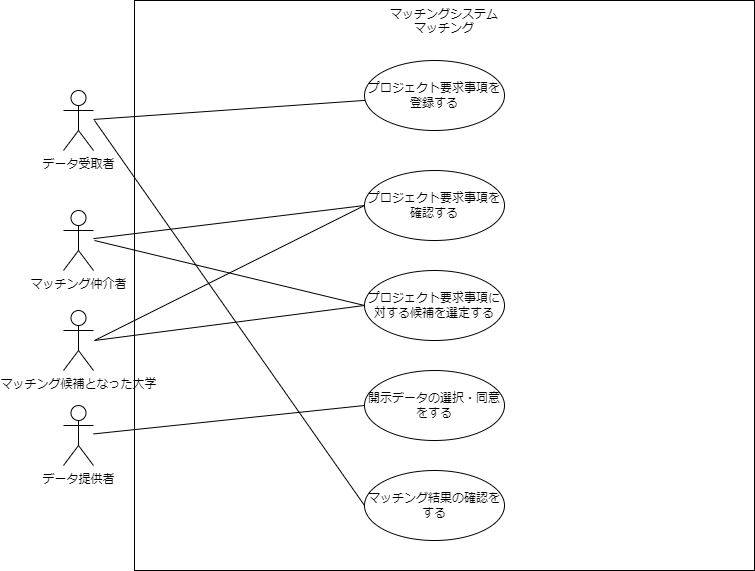 マッチングシステム
マッチング
プロジェクト要求事項を
登録する
データ受取者
プロジェクト要求事項を
確認する
マッチング仲介者
プロジェクト要求事項に
対する候補を選定する
マッチング候補となった大学
開示データの選択・同意
をする
データ提供者
マッチング結果の確認を
する